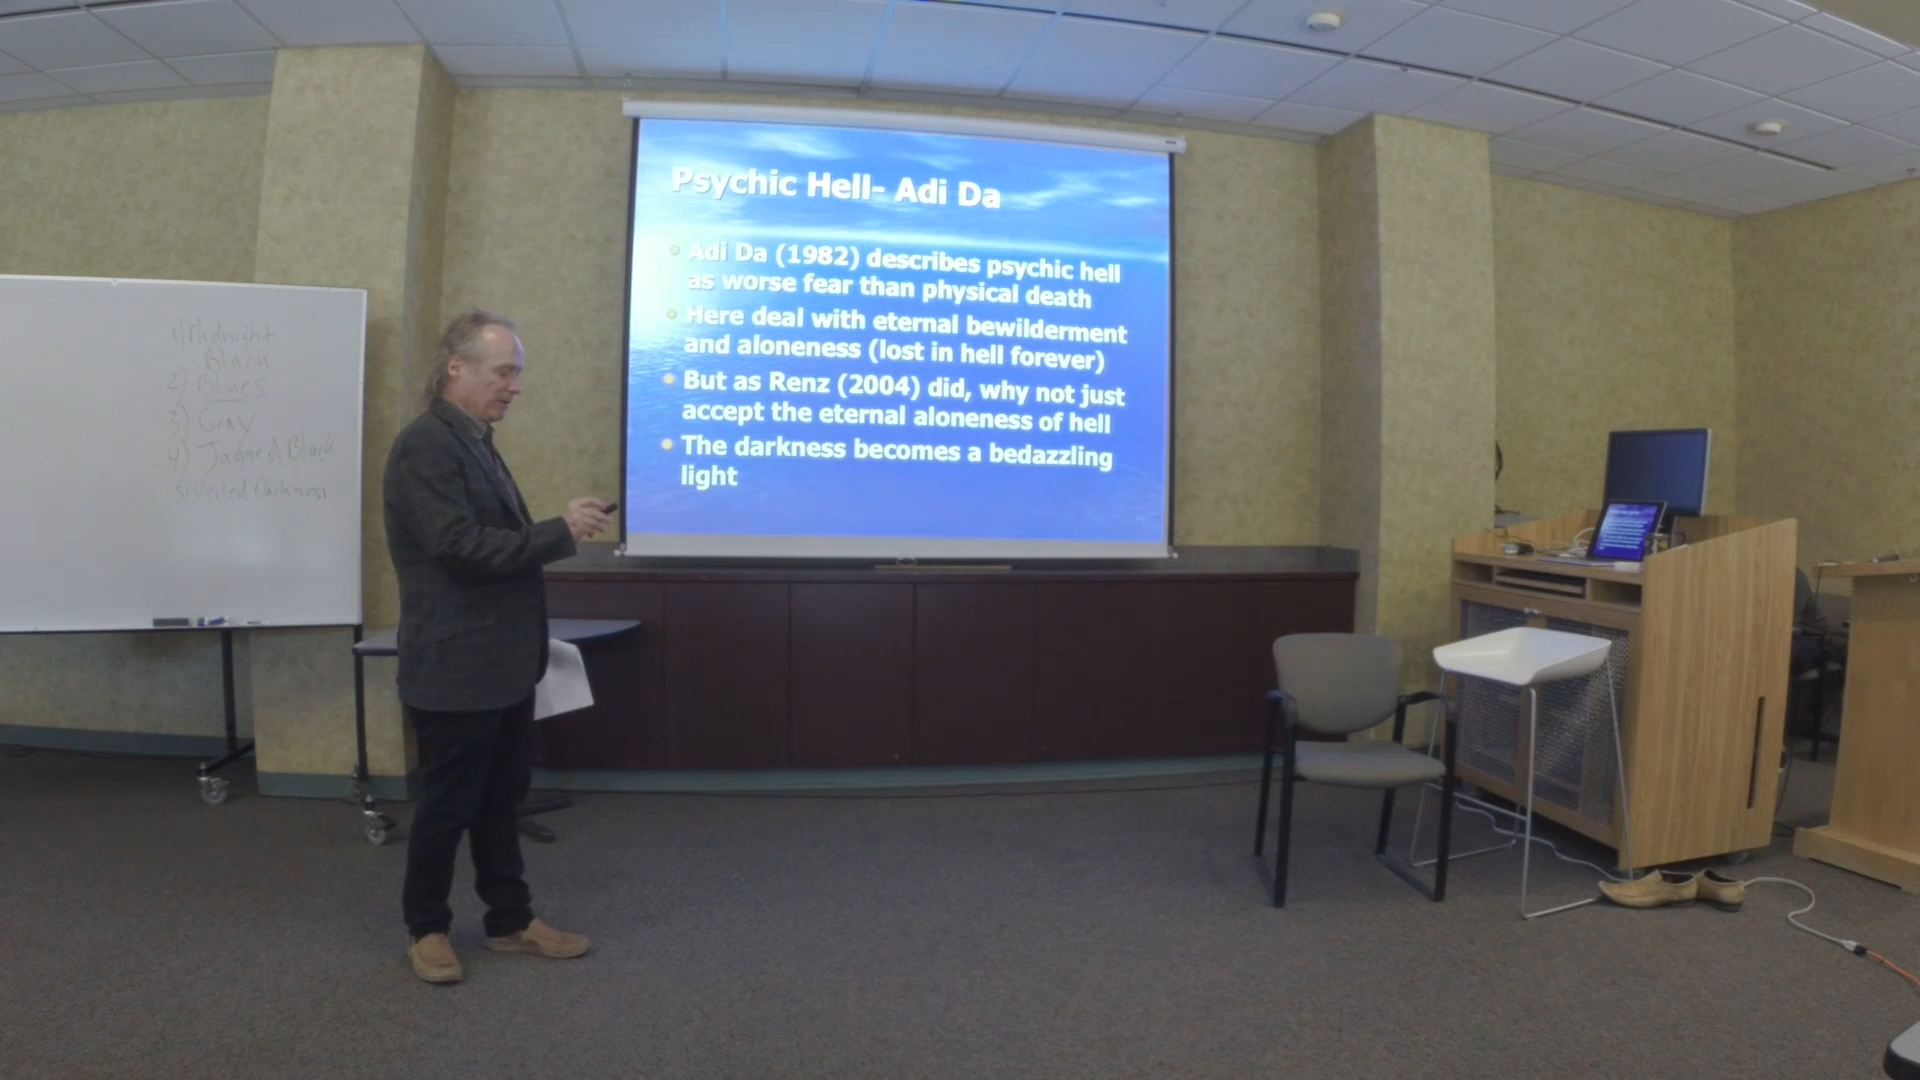 Psychic Hell- Adi Da
Adi Da (1982) describes psychic hell
as worse fear than physical death
Here deal with eternal bewilderment
and aloneness (lost in hell forever)
But as Renz (2004) did, why not just
accept the eternal aloneness of hell
The darkness becomes a bedazzling
light
1) Midnight
Black
2) Blues
3) Gray
4) Jagged Black
5) Veiled Darkness